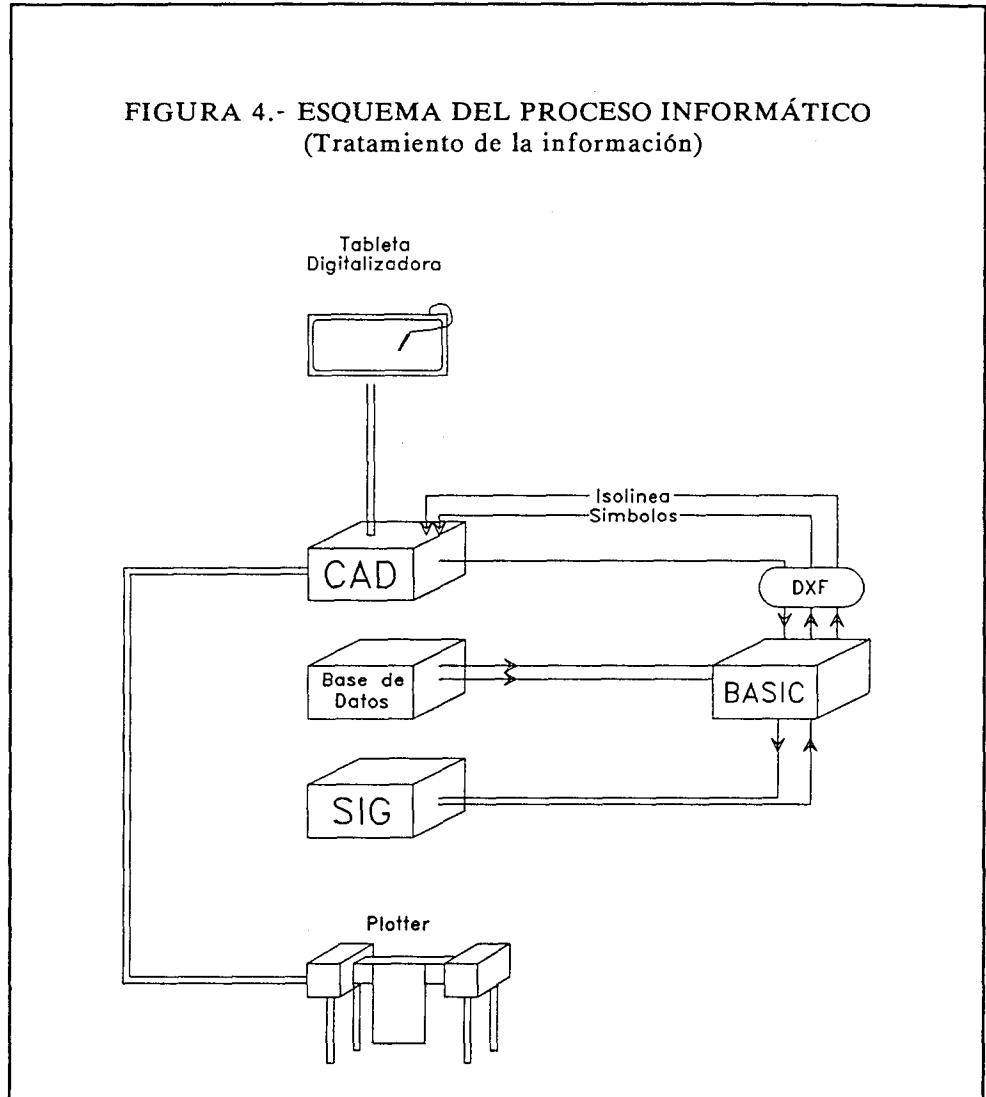 FIGURA 4.- ESQUEMA DEL PROCESO INFORMÁTICO
(Tratamiento de la información)
Tableta
Digitalizadora
Isolinea
Simbolos
CAD
DXF
Base de
Datos
BASIC
SIG
Plotter